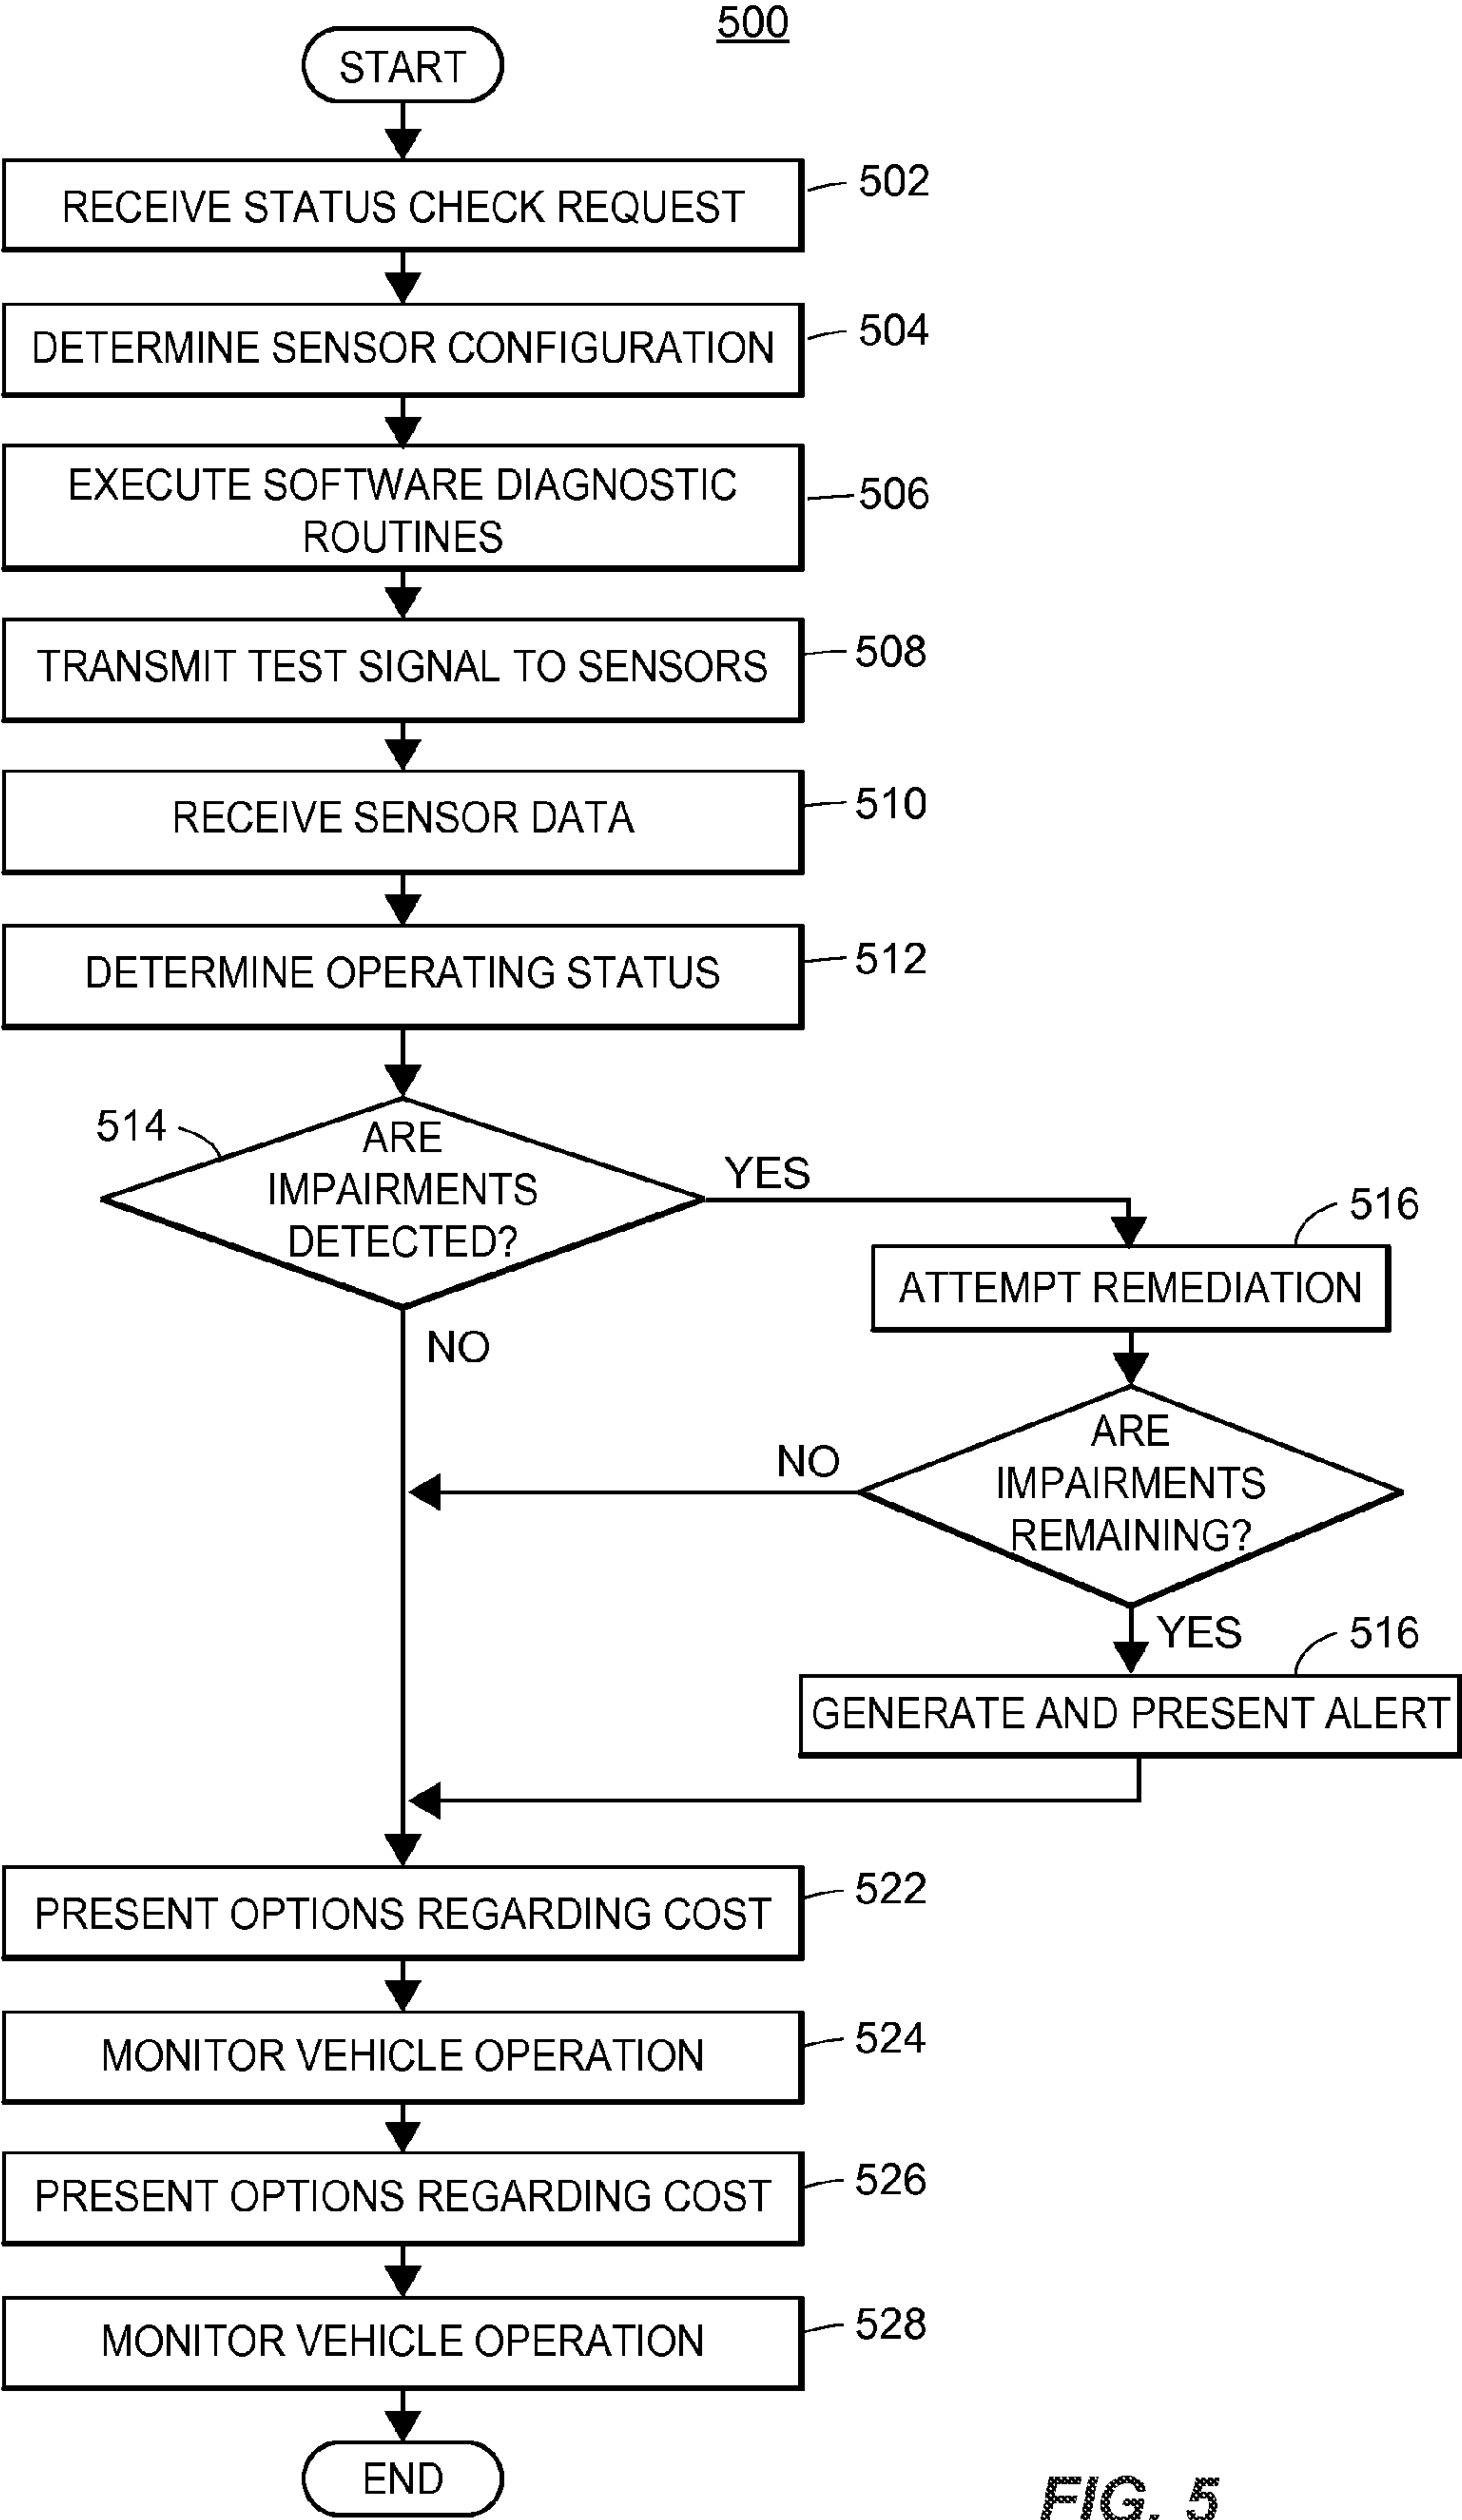 500
START
RECEIVE STATUS CHECK REQUEST
502
DETERMINE SENSOR CONFIGURATION
504
EXECUTE SOFTWARE DIAGNOSTIC
ROUTINES
506
TRANSMIT TEST SIGNAL TO SENSORS
508
RECEIVE SENSOR DATA
510
DETERMINE OPERATING STATUS
512
514
ARE
IMPAIRMENTS
DETECTED?
YES
NO
516
ATTEMPT REMEDIATION
ARE
IMPAIRMENTS
REMAINING?
NO
YES
516
GENERATE AND PRESENT ALERT
PRESENT OPTIONS REGARDING COST
522
MONITOR VEHICLE OPERATION
524
PRESENT OPTIONS REGARDING COST
526
MONITOR VEHICLE OPERATION
528
END
FIG. 5